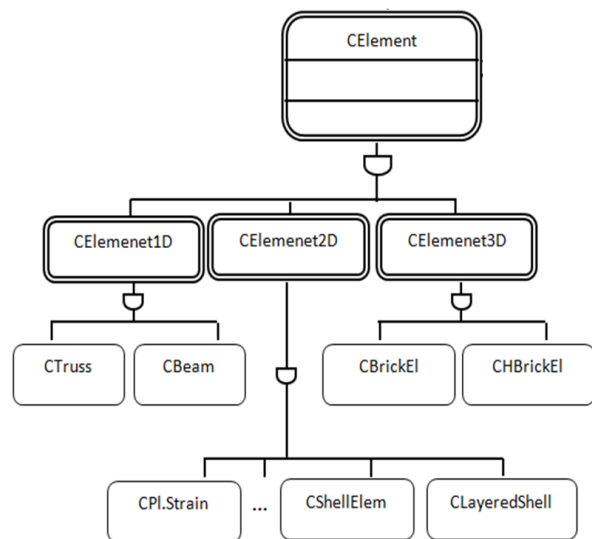 CElement
CElemenet1D
CElemenet2D
CElemenet3D
CTruss
CBeam
CBrickEl
CHBrickEl
CPl.Strain
...
CShellElem
CLayeredShell